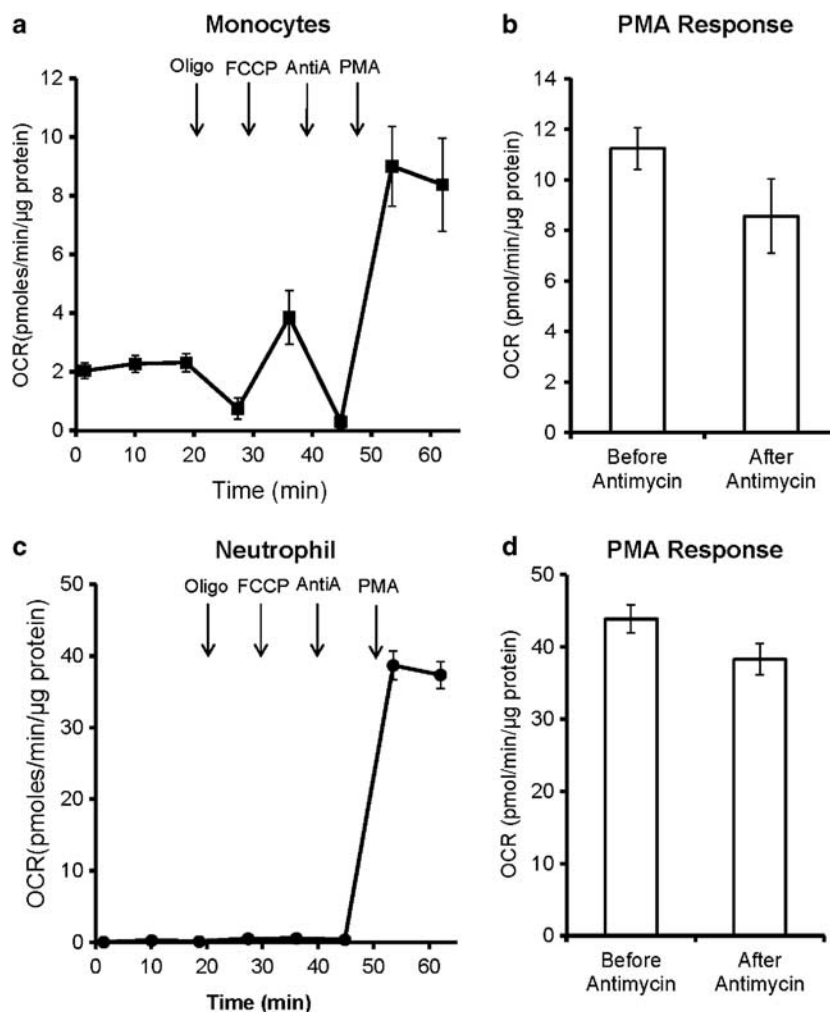 a Monocytes
Oligo FCCP AntiA PMA
OCR(pmoles/min/µg protein)
12
10
8
6
4
2
0
0 10 20 30 40 50 60
Time (min)
b PMA Response
OCR (pmol/min/µg protein)
14
12
10
8
6
4
2
0
Before Antimycin
After Antimycin
c Neutrophil
Oligo FCCP AntiA PMA
OCR(pmoles/min/µg protein)
50
40
30
20
10
0
0 10 20 30 40 50 60
Time (min)
d PMA Response
OCR (pmol/min/µg protein)
50
40
30
20
10
0
Before Antimycin
After Antimycin